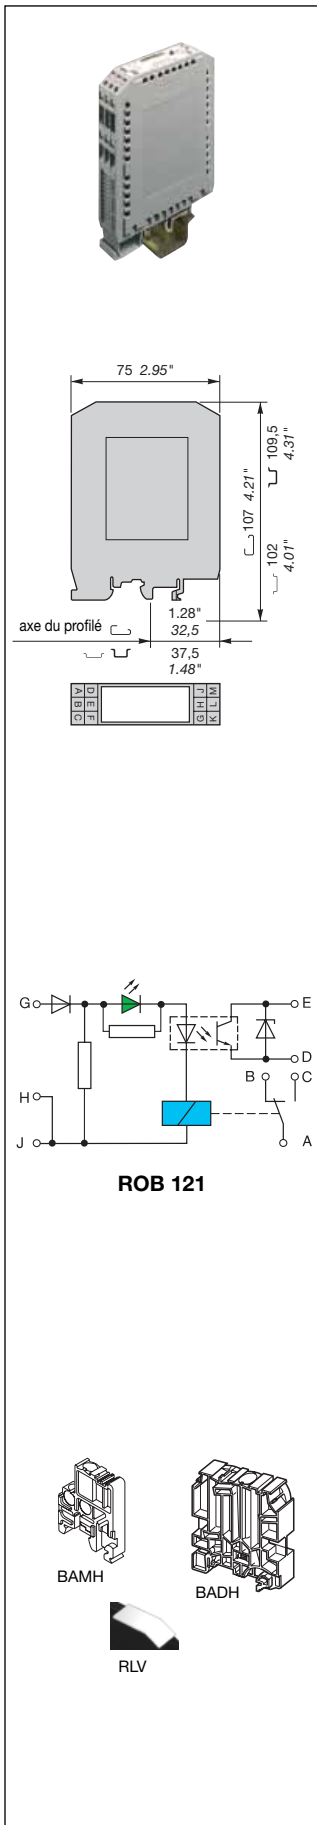 75 2.95"
109,5
4.31"
107 4.21"
102
4.01"
1.28"
32,5
axe du profilé
37,5
1.48"
A D J M
B E H L
C F G K
G
E
D
B
C
H
J
A
ROB 121
BAMH
BADH
RLV